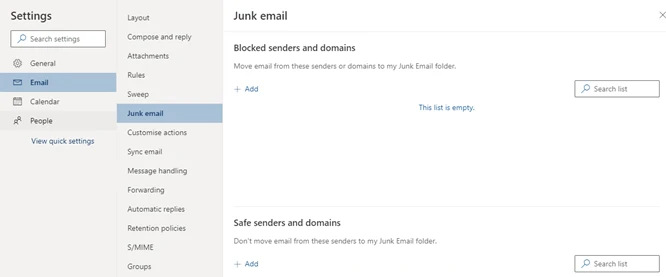 Settings
Search settings
General
Email
Calendar
People
View quick settings
Layout
Compose and reply
Attachments
Rules
Sweep
Junk email
Customise actions
Sync email
Message handling
Forwarding
Automatic replies
Retention policies
S/MIME
Groups
Junk email
Blocked senders and domains
Move email from these senders or domains to my Junk Email folder.
+ Add
Search list
This list is empty.
Safe senders and domains
Don't move email from these senders to my Junk Email folder.
+ Add
Search list